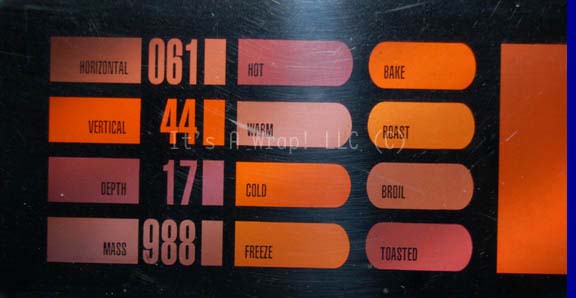 HORIZONTAL 061 HOT BAKE
VERTICAL 44 WARM ROAST
It's A Wrap! LLC (C)
DEPTH 17 COLD BROIL
MASS 988 FREEZE TOASTED